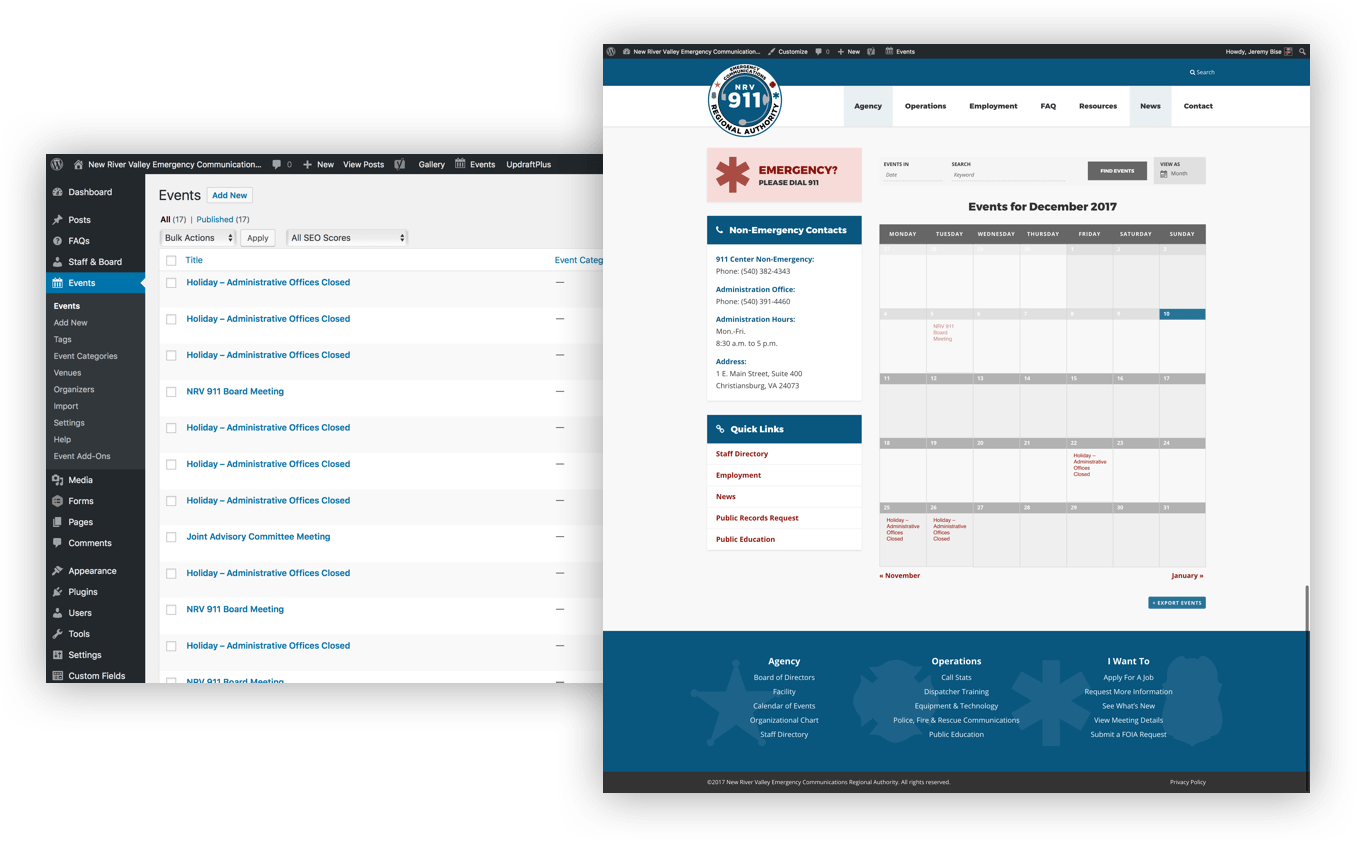 New River Valley Emergency Communication... 0 New View Posts Gallery Events UpdraftPlus
Dashboard
Posts
FAQs
Staff & Board
Events
Events
Add New
Tags
Event Categories
Venues
Organizers
Import
Settings
Help
Event Add-Ons
Media
Forms
Pages
Comments
Appearance
Plugins
Users
Tools
Settings
Custom Fields
Events Add New
All (17) | Published (17)
Bulk Actions Apply All SEO Scores
Title Event Categ
Holiday – Administrative Offices Closed —
Holiday – Administrative Offices Closed —
Holiday – Administrative Offices Closed —
NRV 911 Board Meeting —
Holiday – Administrative Offices Closed —
Holiday – Administrative Offices Closed —
Holiday – Administrative Offices Closed —
Joint Advisory Committee Meeting —
Holiday – Administrative Offices Closed —
NRV 911 Board Meeting —
Holiday – Administrative Offices Closed —
NRV 911 Board Meeting —
New River Valley Emergency Communication... Customize 0 New Events Howdy, Jeremy Bise
Search
EMERGENCY
COMMUNICATIONS
NRV
911
REGIONAL AUTHORITY
Agency Operations Employment FAQ Resources News Contact
EMERGENCY?
PLEASE DIAL 911
Non-Emergency Contacts
911 Center Non-Emergency:
Phone: (540) 382-4343
Administration Office:
Phone: (540) 391-4460
Administration Hours:
Mon.-Fri.
8:30 a.m. to 5 p.m.
Address:
1 E. Main Street, Suite 400
Christiansburg, VA 24073
Quick Links
Staff Directory
Employment
News
Public Records Request
Public Education
EVENTS IN SEARCH VIEW AS
Date Keyword FIND EVENTS Month
Events for December 2017
MONDAY TUESDAY WEDNESDAY THURSDAY FRIDAY SATURDAY SUNDAY
1 2 3
4 5 6 7 8 9 10
NRV 911
Board
Meeting
11 12 13 14 15 16 17
18 19 20 21 22 23 24
Holiday –
Administrative
Offices
Closed
25 26 27 28 29 30 31
Holiday – Holiday –
Administrative Administrative
Offices Offices
Closed Closed
« November January »
+ EXPORT EVENTS
Agency
Board of Directors
Facility
Calendar of Events
Organizational Chart
Staff Directory
Operations
Call Stats
Dispatcher Training
Equipment & Technology
Police, Fire & Rescue Communications
Public Education
I Want To
Apply For A Job
Request More Information
See What's New
View Meeting Details
Submit a FOIA Request
©2017 New River Valley Emergency Communications Regional Authority. All rights reserved. Privacy Policy